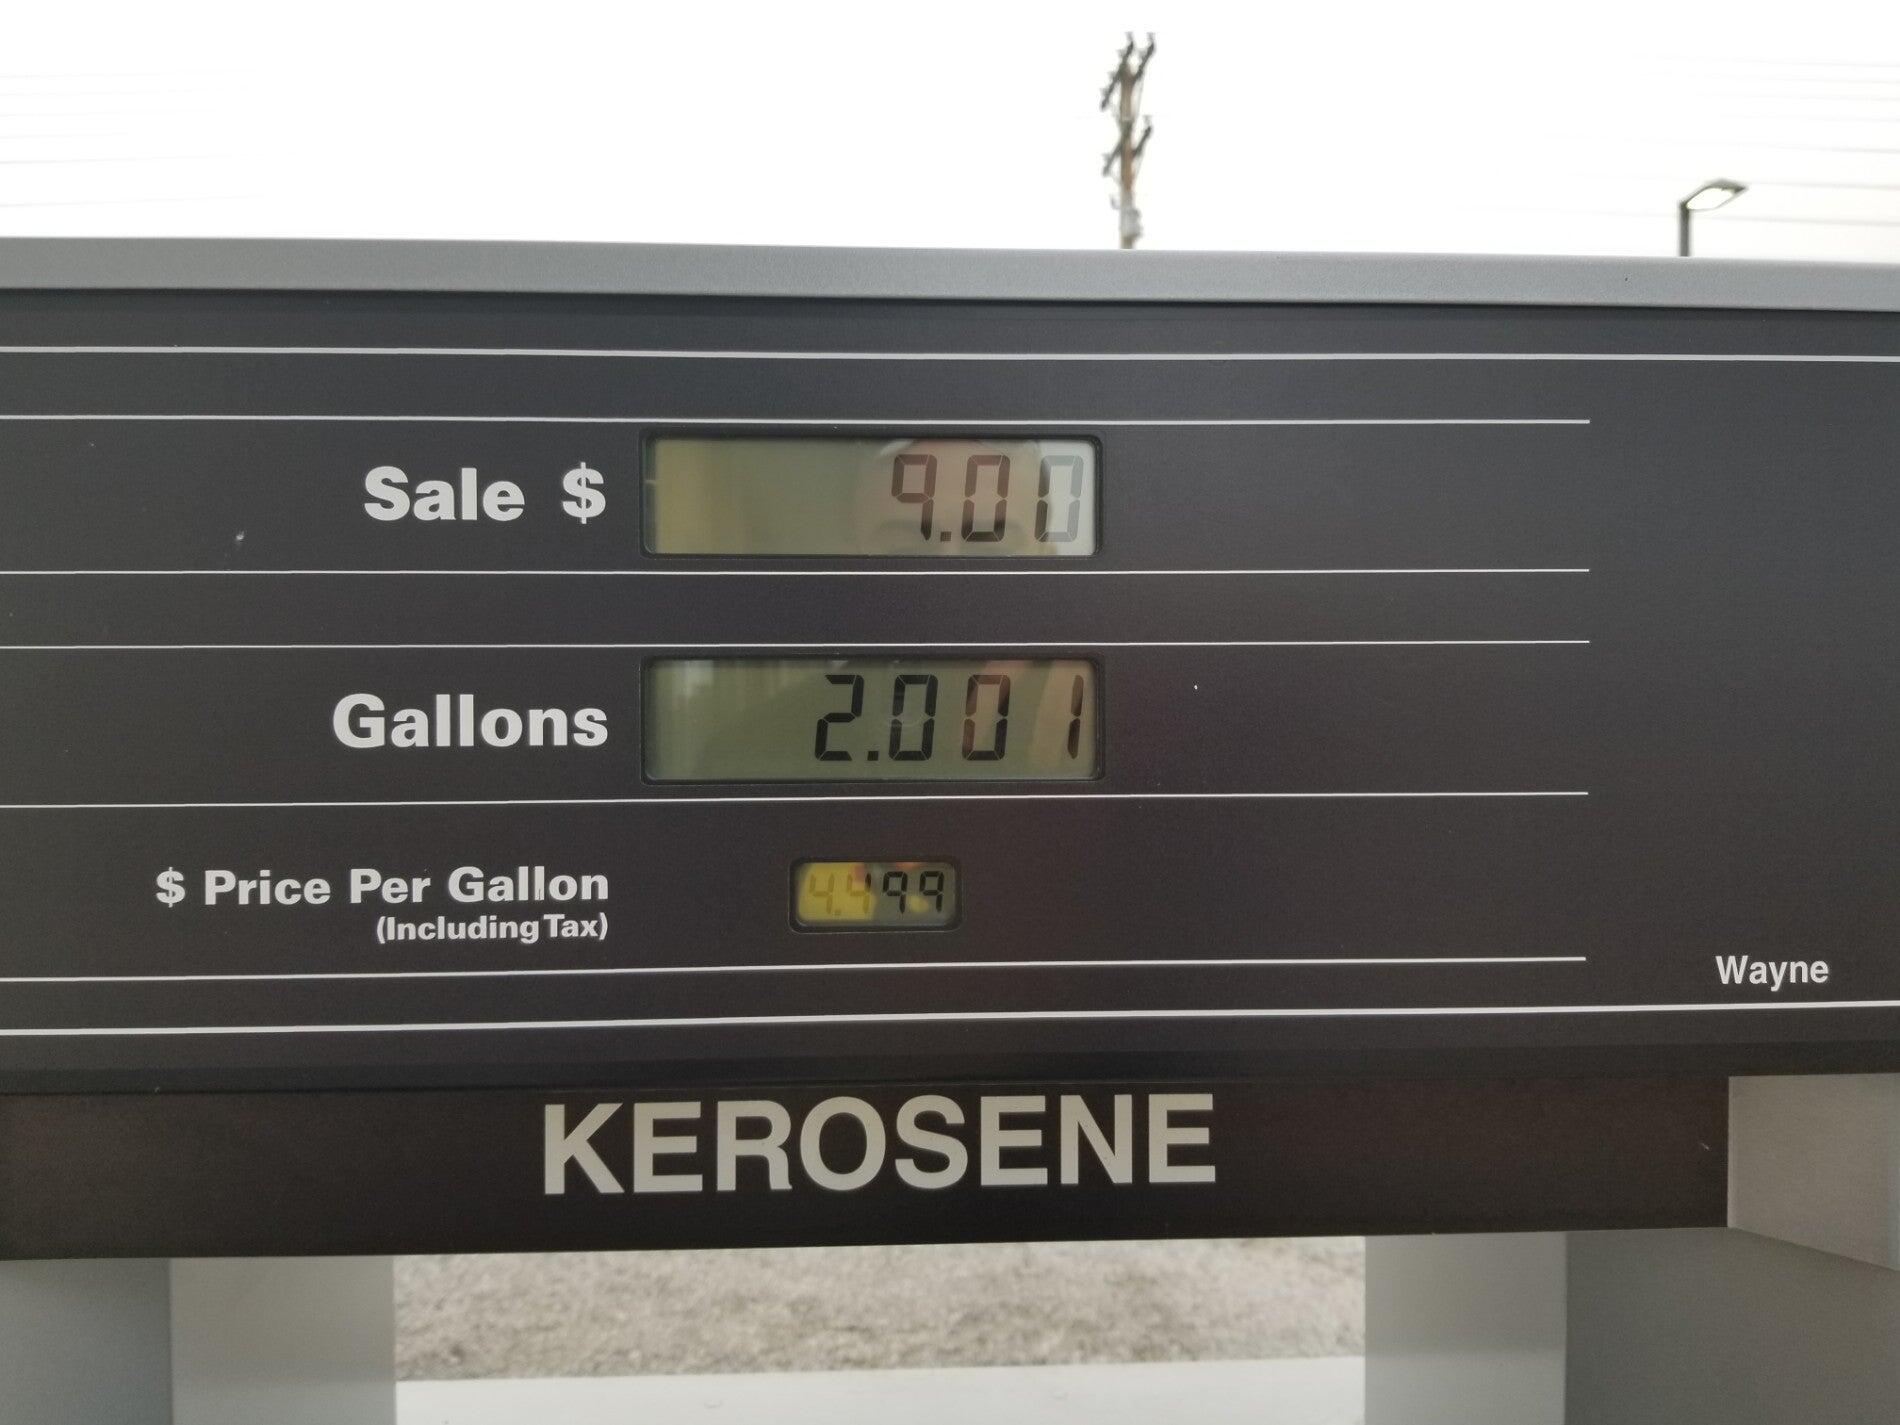 Sale $ 9.00
Gallons 2.001
$ Price Per Gallon 4.499
(Including Tax)
Wayne
KEROSENE